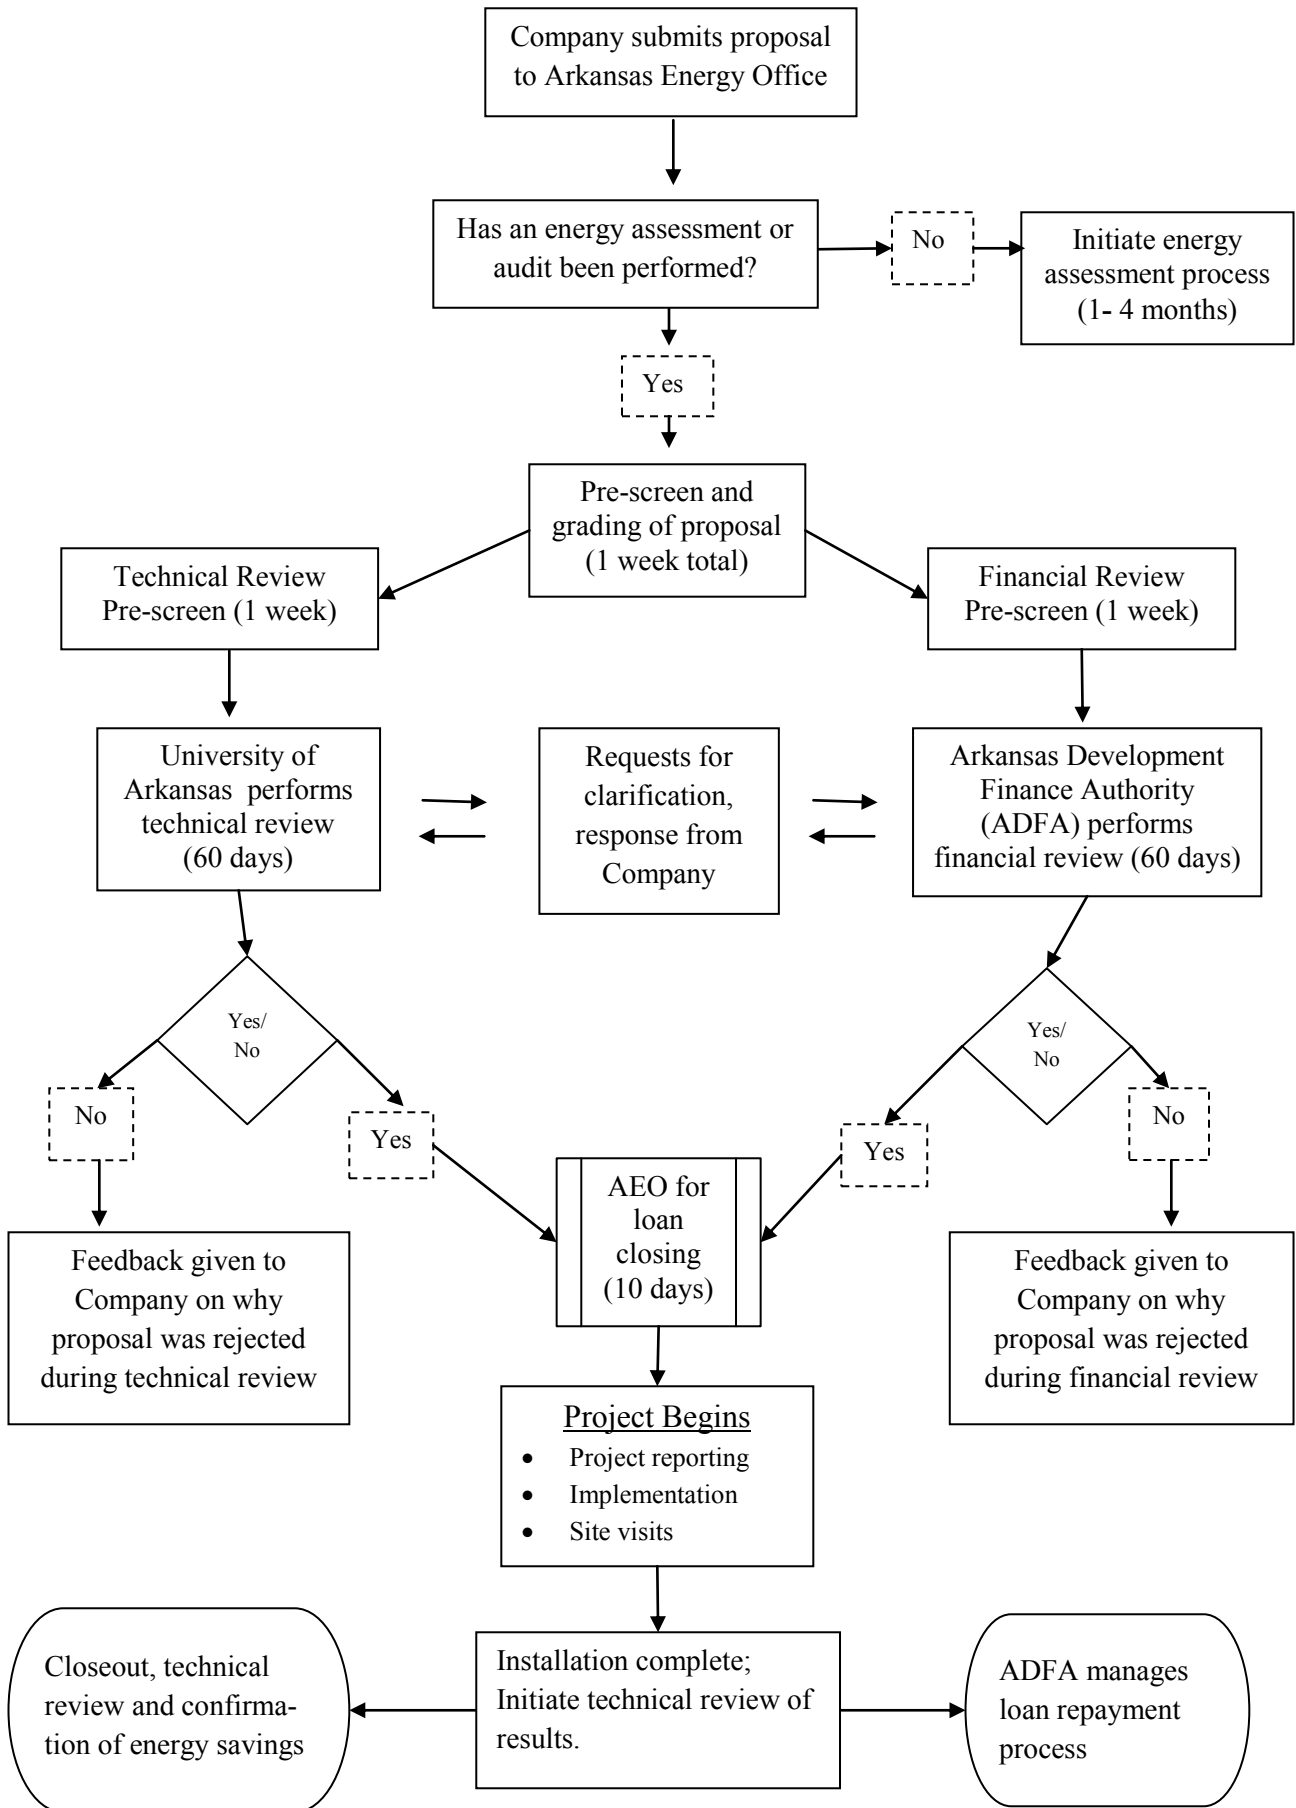 Company submits proposal
to Arkansas Energy Office
Has an energy assessment or
audit been performed?
No
Initiate energy
assessment process
(1- 4 months)
Yes
Pre-screen and
grading of proposal
(1 week total)
Technical Review
Pre-screen (1 week)
Financial Review
Pre-screen (1 week)
University of
Arkansas performs
technical review
(60 days)
Requests for
clarification,
response from
Company
Arkansas Development
Finance Authority
(ADFA) performs
financial review (60 days)
Yes/
No
Yes/
No
No
Yes
Yes
No
AEO for
loan
closing
(10 days)
Feedback given to
Company on why
proposal was rejected
during technical review
Feedback given to
Company on why
proposal was rejected
during financial review
Project Begins
• Project reporting
• Implementation
• Site visits
Closeout, technical
review and confirma-
tion of energy savings
Installation complete;
Initiate technical review of
results.
ADFA manages
loan repayment
process